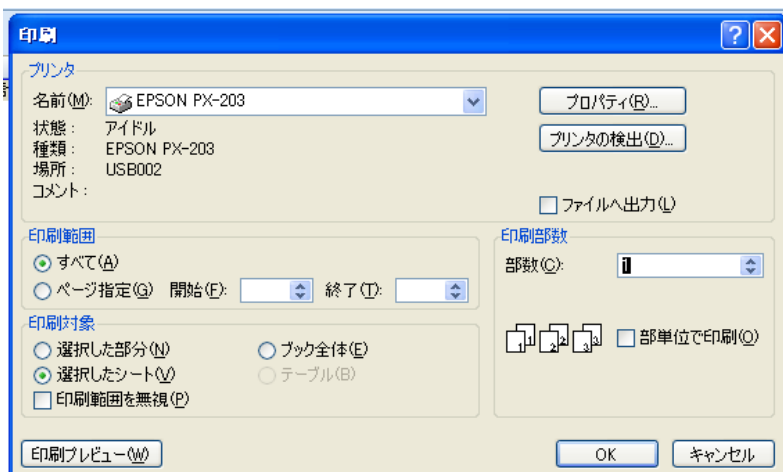 印刷
プリンタ
名前(M): EPSON PX-203
プロパティ(R)...
状態 : アイドル
プリンタの検出(D)...
種類 : EPSON PX-203
場所 : USB002
コメント :
ファイルへ出力(L)
印刷範囲
すべて(A)
ページ指定(G) 開始(F): 終了(T):
印刷部数
部数(C): 1
1 1 2 2 3 3 部単位で印刷(O)
印刷対象
選択した部分(N) ブック全体(E)
選択したシート(V) テーブル(B)
印刷範囲を無視(P)
印刷プレビュー(W) OK キャンセル